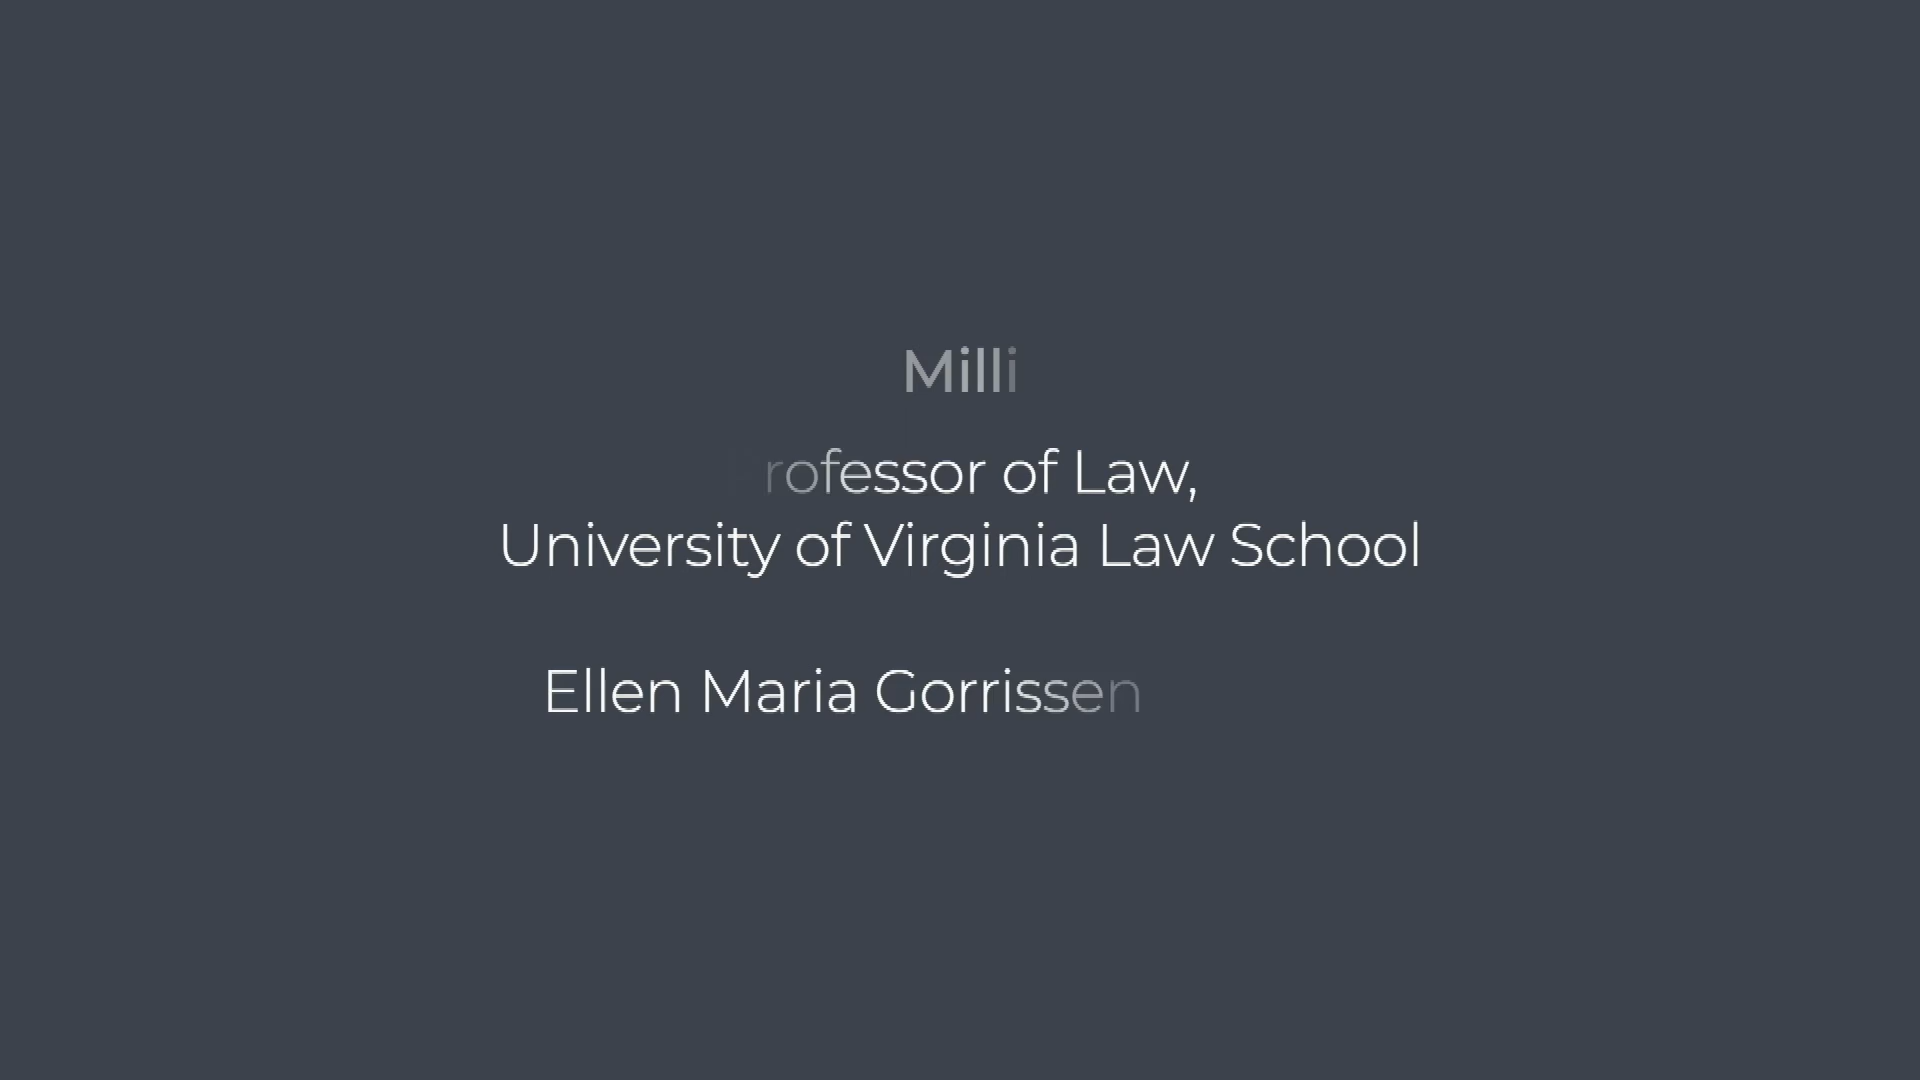 Milli
rofessor of Law,
University of Virginia Law School
Ellen Maria Gorrissen